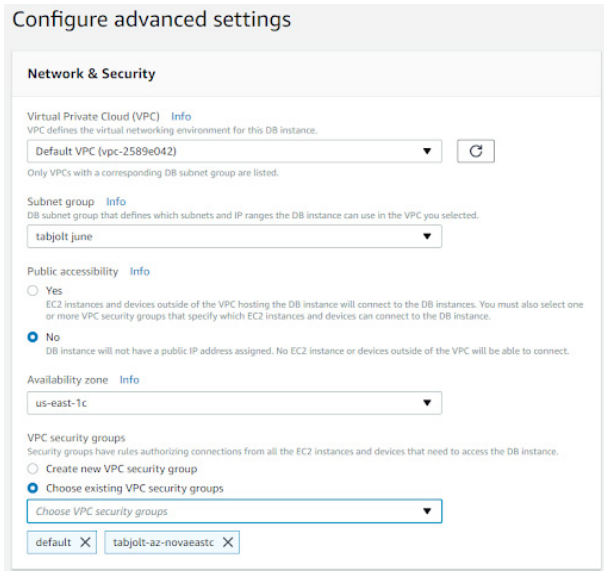 Configure advanced settings
Network & Security
Virtual Private Cloud (VPC) Info
VPC defines the virtual networking environment for this DB instance.
Default VPC (vpc-2589e042)
Only VPCs with a corresponding DB subnet group are listed.
Subnet group Info
DB subnet group that defines which subnets and IP ranges the DB instance can use in the VPC you selected.
tabjolt june
Public accessibility Info
Yes
EC2 instances and devices outside of the VPC hosting the DB instance will connect to the DB instances. You must also select one
or more VPC security groups that specify which EC2 instances and devices can connect to the DB instance.
No
DB instance will not have a public IP address assigned. No EC2 instance or devices outside of the VPC will be able to connect.
Availability zone Info
us-east-1c
VPC security groups
Security groups have rules authorizing connections from all the EC2 instances and devices that need to access the DB instance.
Create new VPC security group
Choose existing VPC security groups
Choose VPC security groups
default tabjolt-az-novaeastc